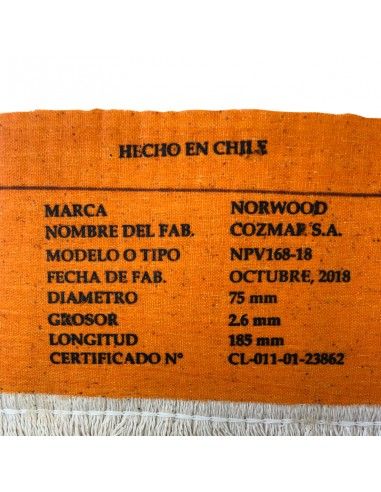 HECHO EN CHILE
MARCA NORWOOD
NOMBRE DEL FAB. COZMAR S.A.
MODELO O TIPO NPV168-18
FECHA DE FAB. OCTUBRE, 2018
DIAMETRO 75 mm
GROSOR 2.6 mm
LONGITUD 185 mm
CERTIFICADO N° CL-011-01-23862